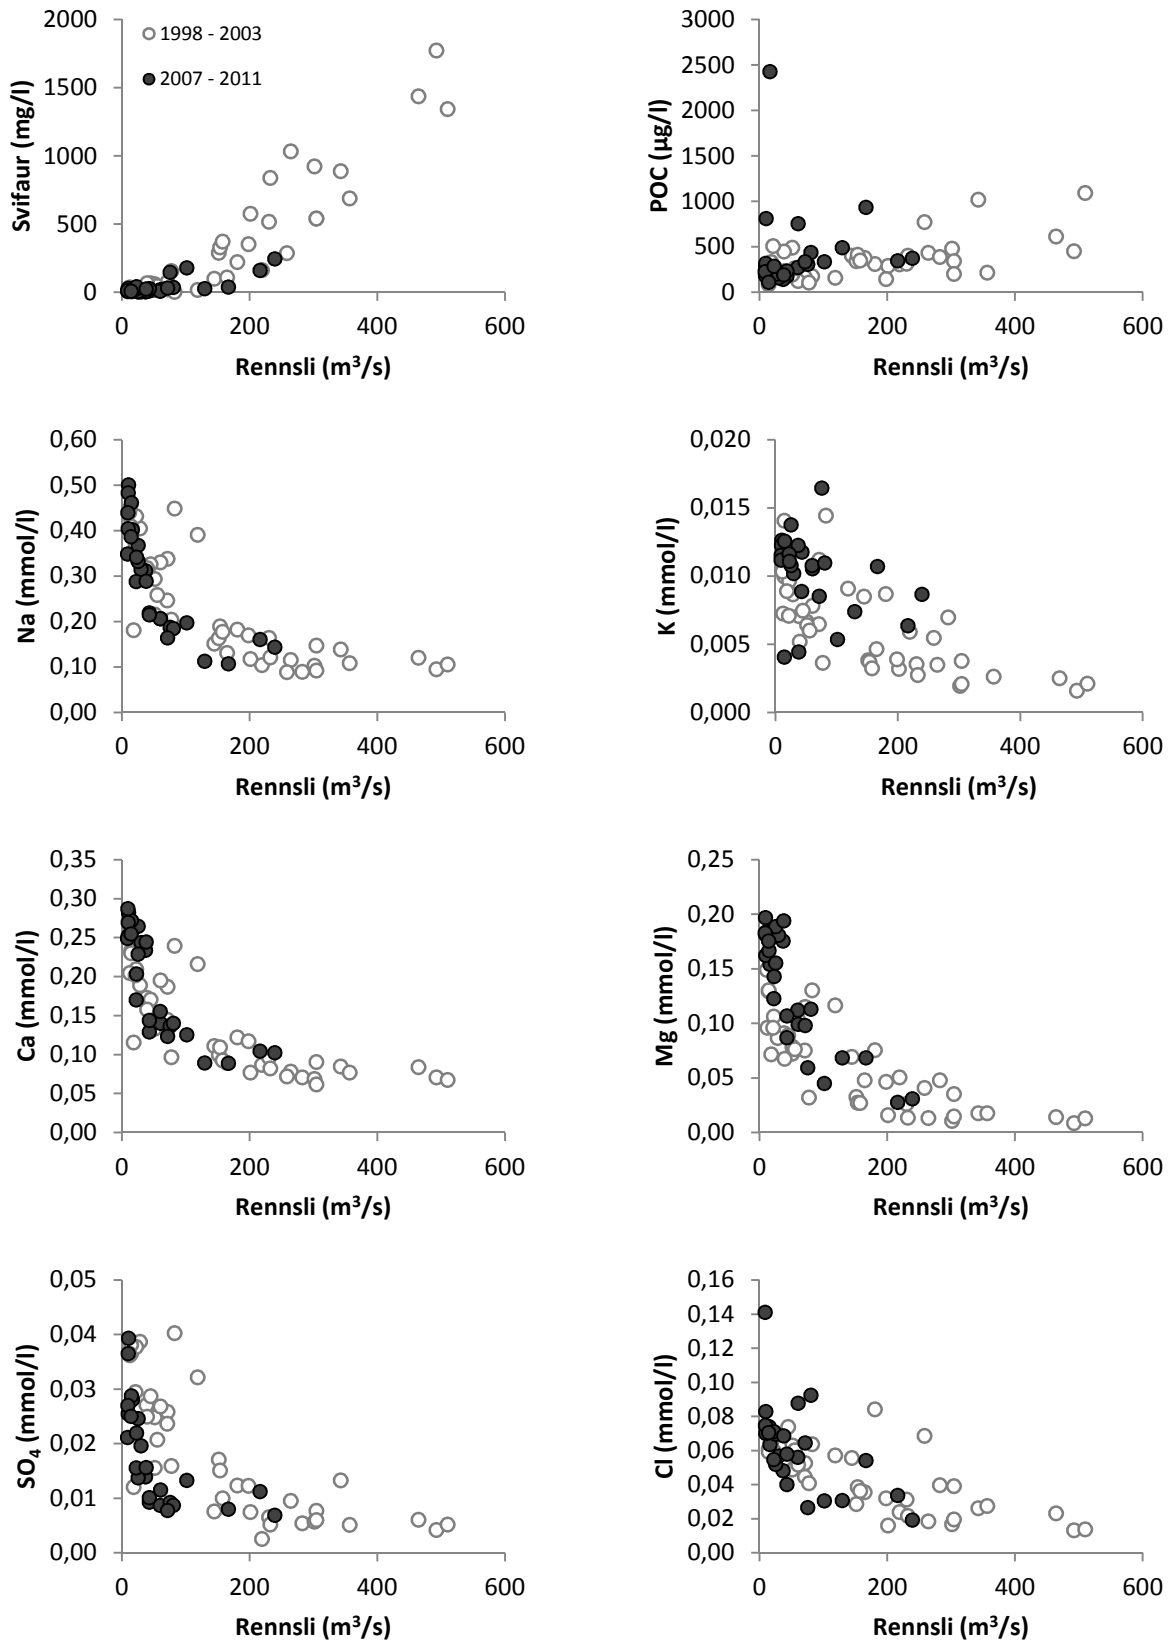 2000
1500
1000
500
0
Svifaur (mg/l)
1998 - 2003
2007 - 2011
0 200 400 600
Rennsli (m³/s)
3000
2500
2000
1500
1000
500
0
POC (µg/l)
0 200 400 600
Rennsli (m³/s)
0,60
0,50
0,40
0,30
0,20
0,10
0,00
Na (mmol/l)
0 200 400 600
Rennsli (m³/s)
0,020
0,015
0,010
0,005
0,000
K (mmol/l)
0 200 400 600
Rennsli (m³/s)
0,35
0,30
0,25
0,20
0,15
0,10
0,05
0,00
Ca (mmol/l)
0 200 400 600
Rennsli (m³/s)
0,25
0,20
0,15
0,10
0,05
0,00
Mg (mmol/l)
0 200 400 600
Rennsli (m³/s)
0,05
0,04
0,03
0,02
0,01
0,00
SO₄ (mmol/l)
0 200 400 600
Rennsli (m³/s)
0,16
0,14
0,12
0,10
0,08
0,06
0,04
0,02
0,00
Cl (mmol/l)
0 200 400 600
Rennsli (m³/s)